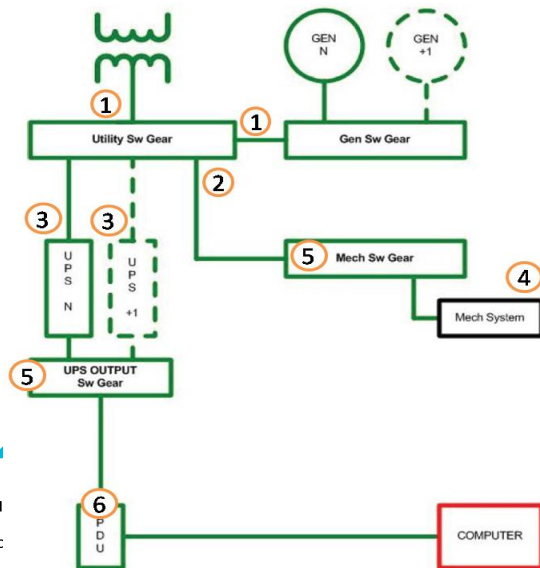 GEN
N
GEN
+1
1
1
Utility Sw Gear
Gen Sw Gear
2
3
3
U
P
S
N
U
P
S
+1
5
Mech Sw Gear
4
Mech System
5
UPS OUTPUT
Sw Gear
6
P
D
U
COMPUTER